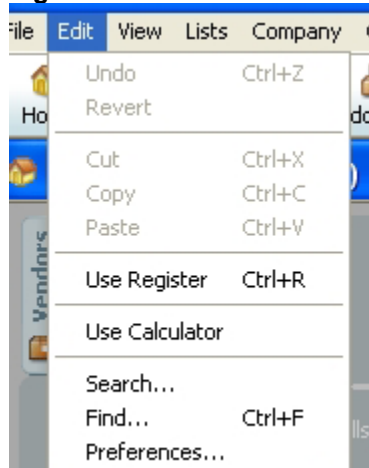 File Edit View Lists Company
Undo Ctrl+Z
Revert
Ho
Cut Ctrl+X
Copy Ctrl+C
Paste Ctrl+V
Vendors
Use Register Ctrl+R
Use Calculator
Search...
Find... Ctrl+F
Preferences...